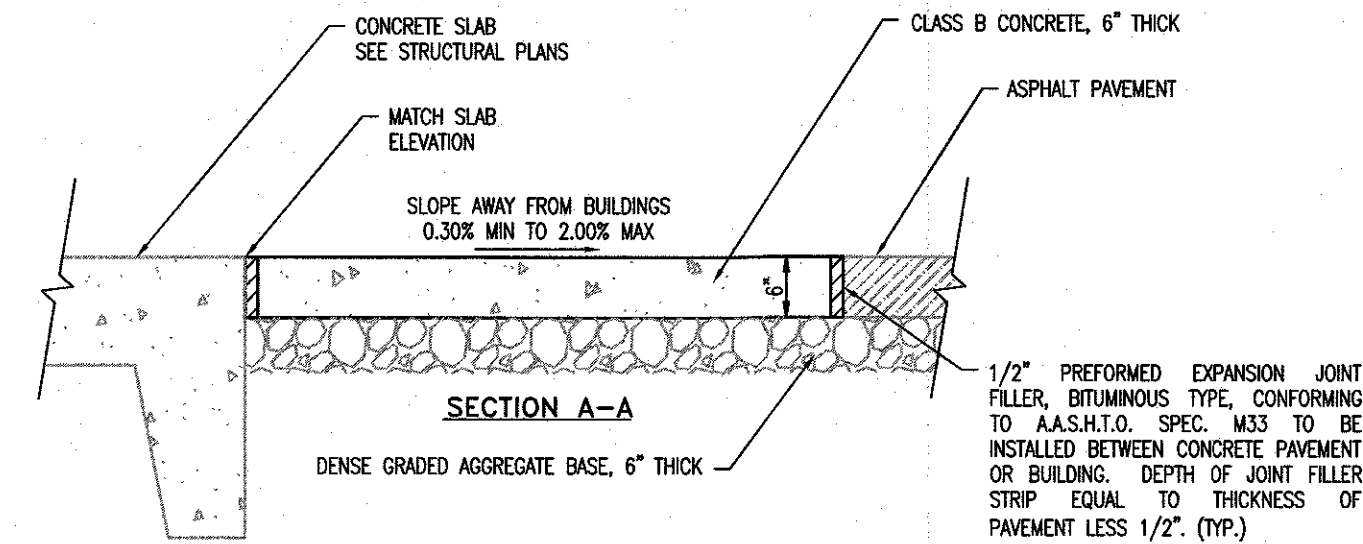 CONCRETE SLAB
SEE STRUCTURAL PLANS
CLASS B CONCRETE, 6" THICK
ASPHALT PAVEMENT
MATCH SLAB
ELEVATION
SLOPE AWAY FROM BUILDINGS
0.30% MIN TO 2.00% MAX
6"
SECTION A-A
DENSE GRADED AGGREGATE BASE, 6" THICK
1/2" PREFORMED EXPANSION JOINT
FILLER, BITUMINOUS TYPE, CONFORMING
TO A.A.S.H.T.O. SPEC. M33 TO BE
INSTALLED BETWEEN CONCRETE PAVEMENT
OR BUILDING. DEPTH OF JOINT FILLER
STRIP EQUAL TO THICKNESS OF
PAVEMENT LESS 1/2". (TYP.)